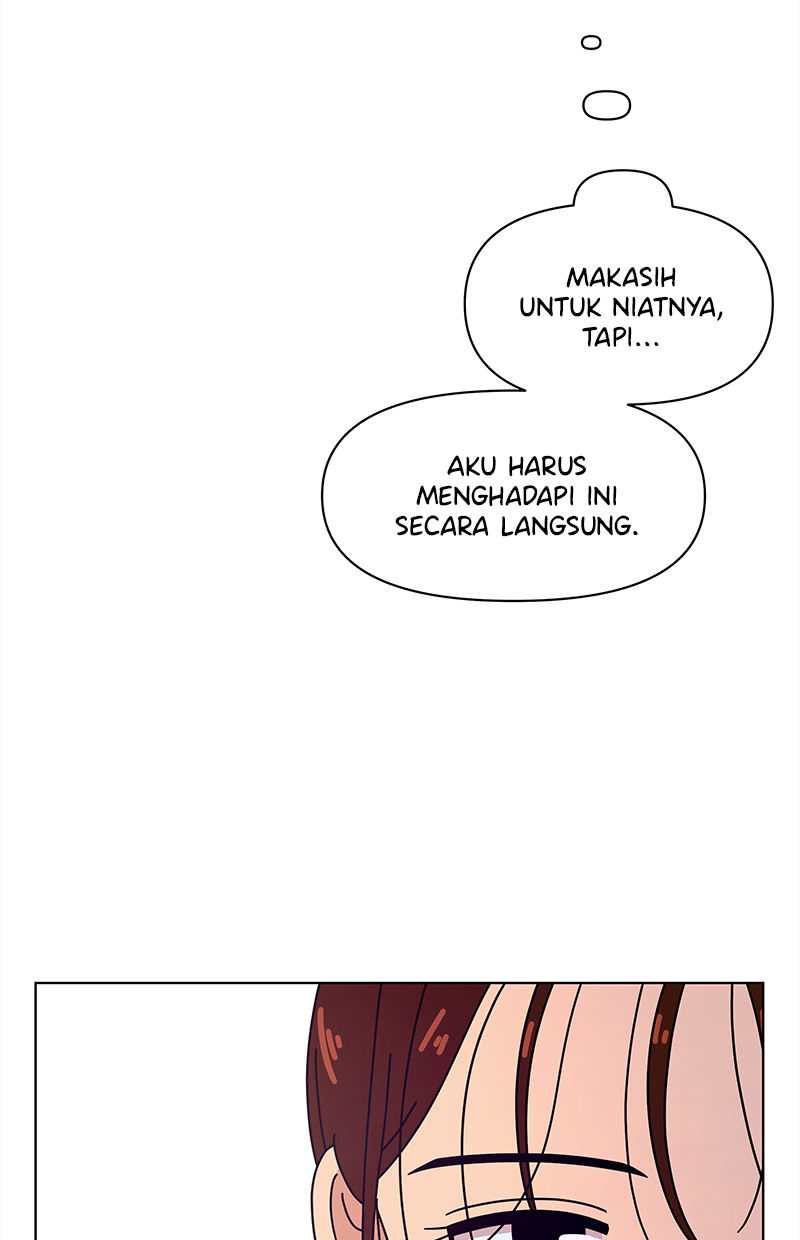 MAKASIH
UNTUK NIATNYA,
TAPI...
AKU HARUS
MENGHADAPI INI
SECARA LANGSUNG.